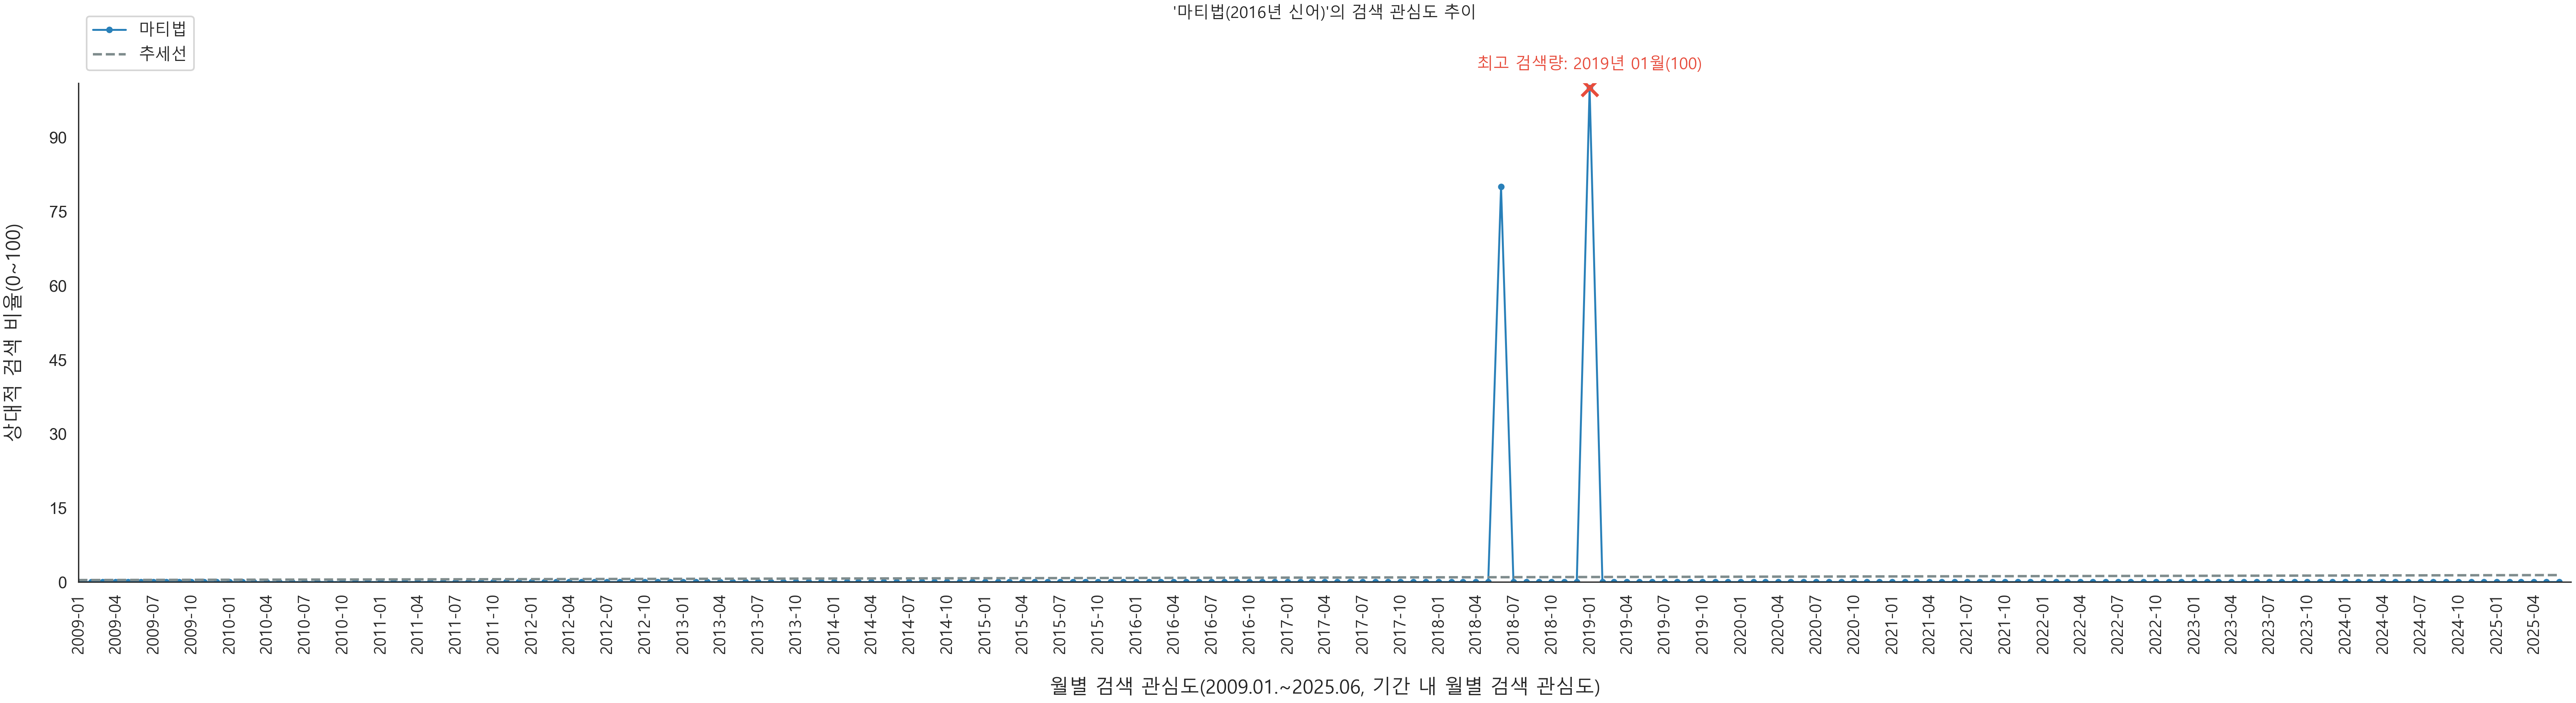 '마티법(2016년 신어)'의 검색 관심도 추이
마티법
추세선
최고 검색량: 2019년 01월(100)
상대적 검색 비율(0~100)
90
75
60
45
30
15
0
2009-01 2009-04 2009-07 2009-10 2010-01 2010-04 2010-07 2010-10 2011-01 2011-04 2011-07 2011-10 2012-01 2012-04 2012-07 2012-10 2013-01 2013-04 2013-07 2013-10 2014-01 2014-04 2014-07 2014-10 2015-01 2015-04 2015-07 2015-10 2016-01 2016-04 2016-07 2016-10 2017-01 2017-04 2017-07 2017-10 2018-01 2018-04 2018-07 2018-10 2019-01 2019-04 2019-07 2019-10 2020-01 2020-04 2020-07 2020-10 2021-01 2021-04 2021-07 2021-10 2022-01 2022-04 2022-07 2022-10 2023-01 2023-04 2023-07 2023-10 2024-01 2024-04 2024-07 2024-10 2025-01 2025-04
월별 검색 관심도(2009.01.~2025.06, 기간 내 월별 검색 관심도)